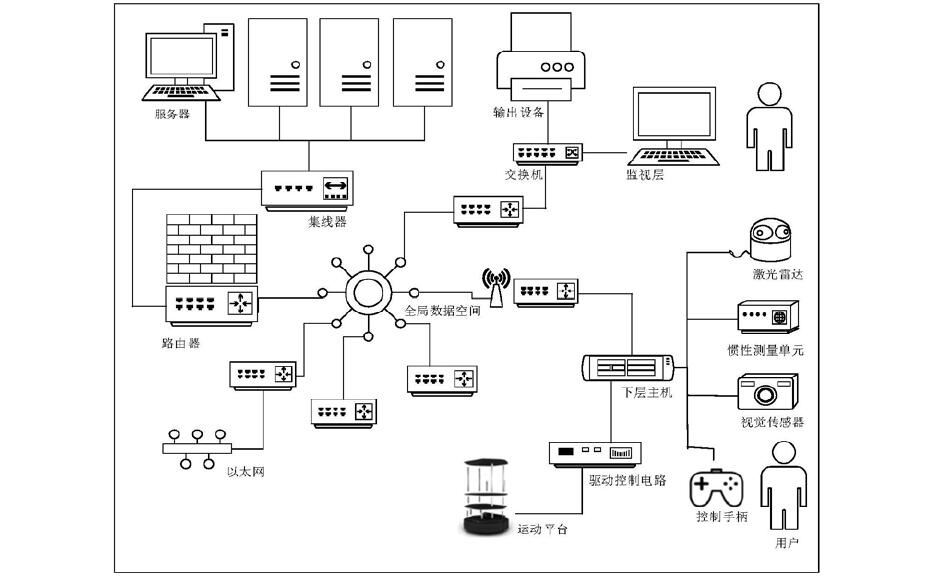 服务器
输出设备
交换机
监视层
集线器
激光雷达
全局数据空间
路由器
惯性测量单元
下层主机
视觉传感器
以太网
驱动控制电路
控制手柄
运动平台
用户